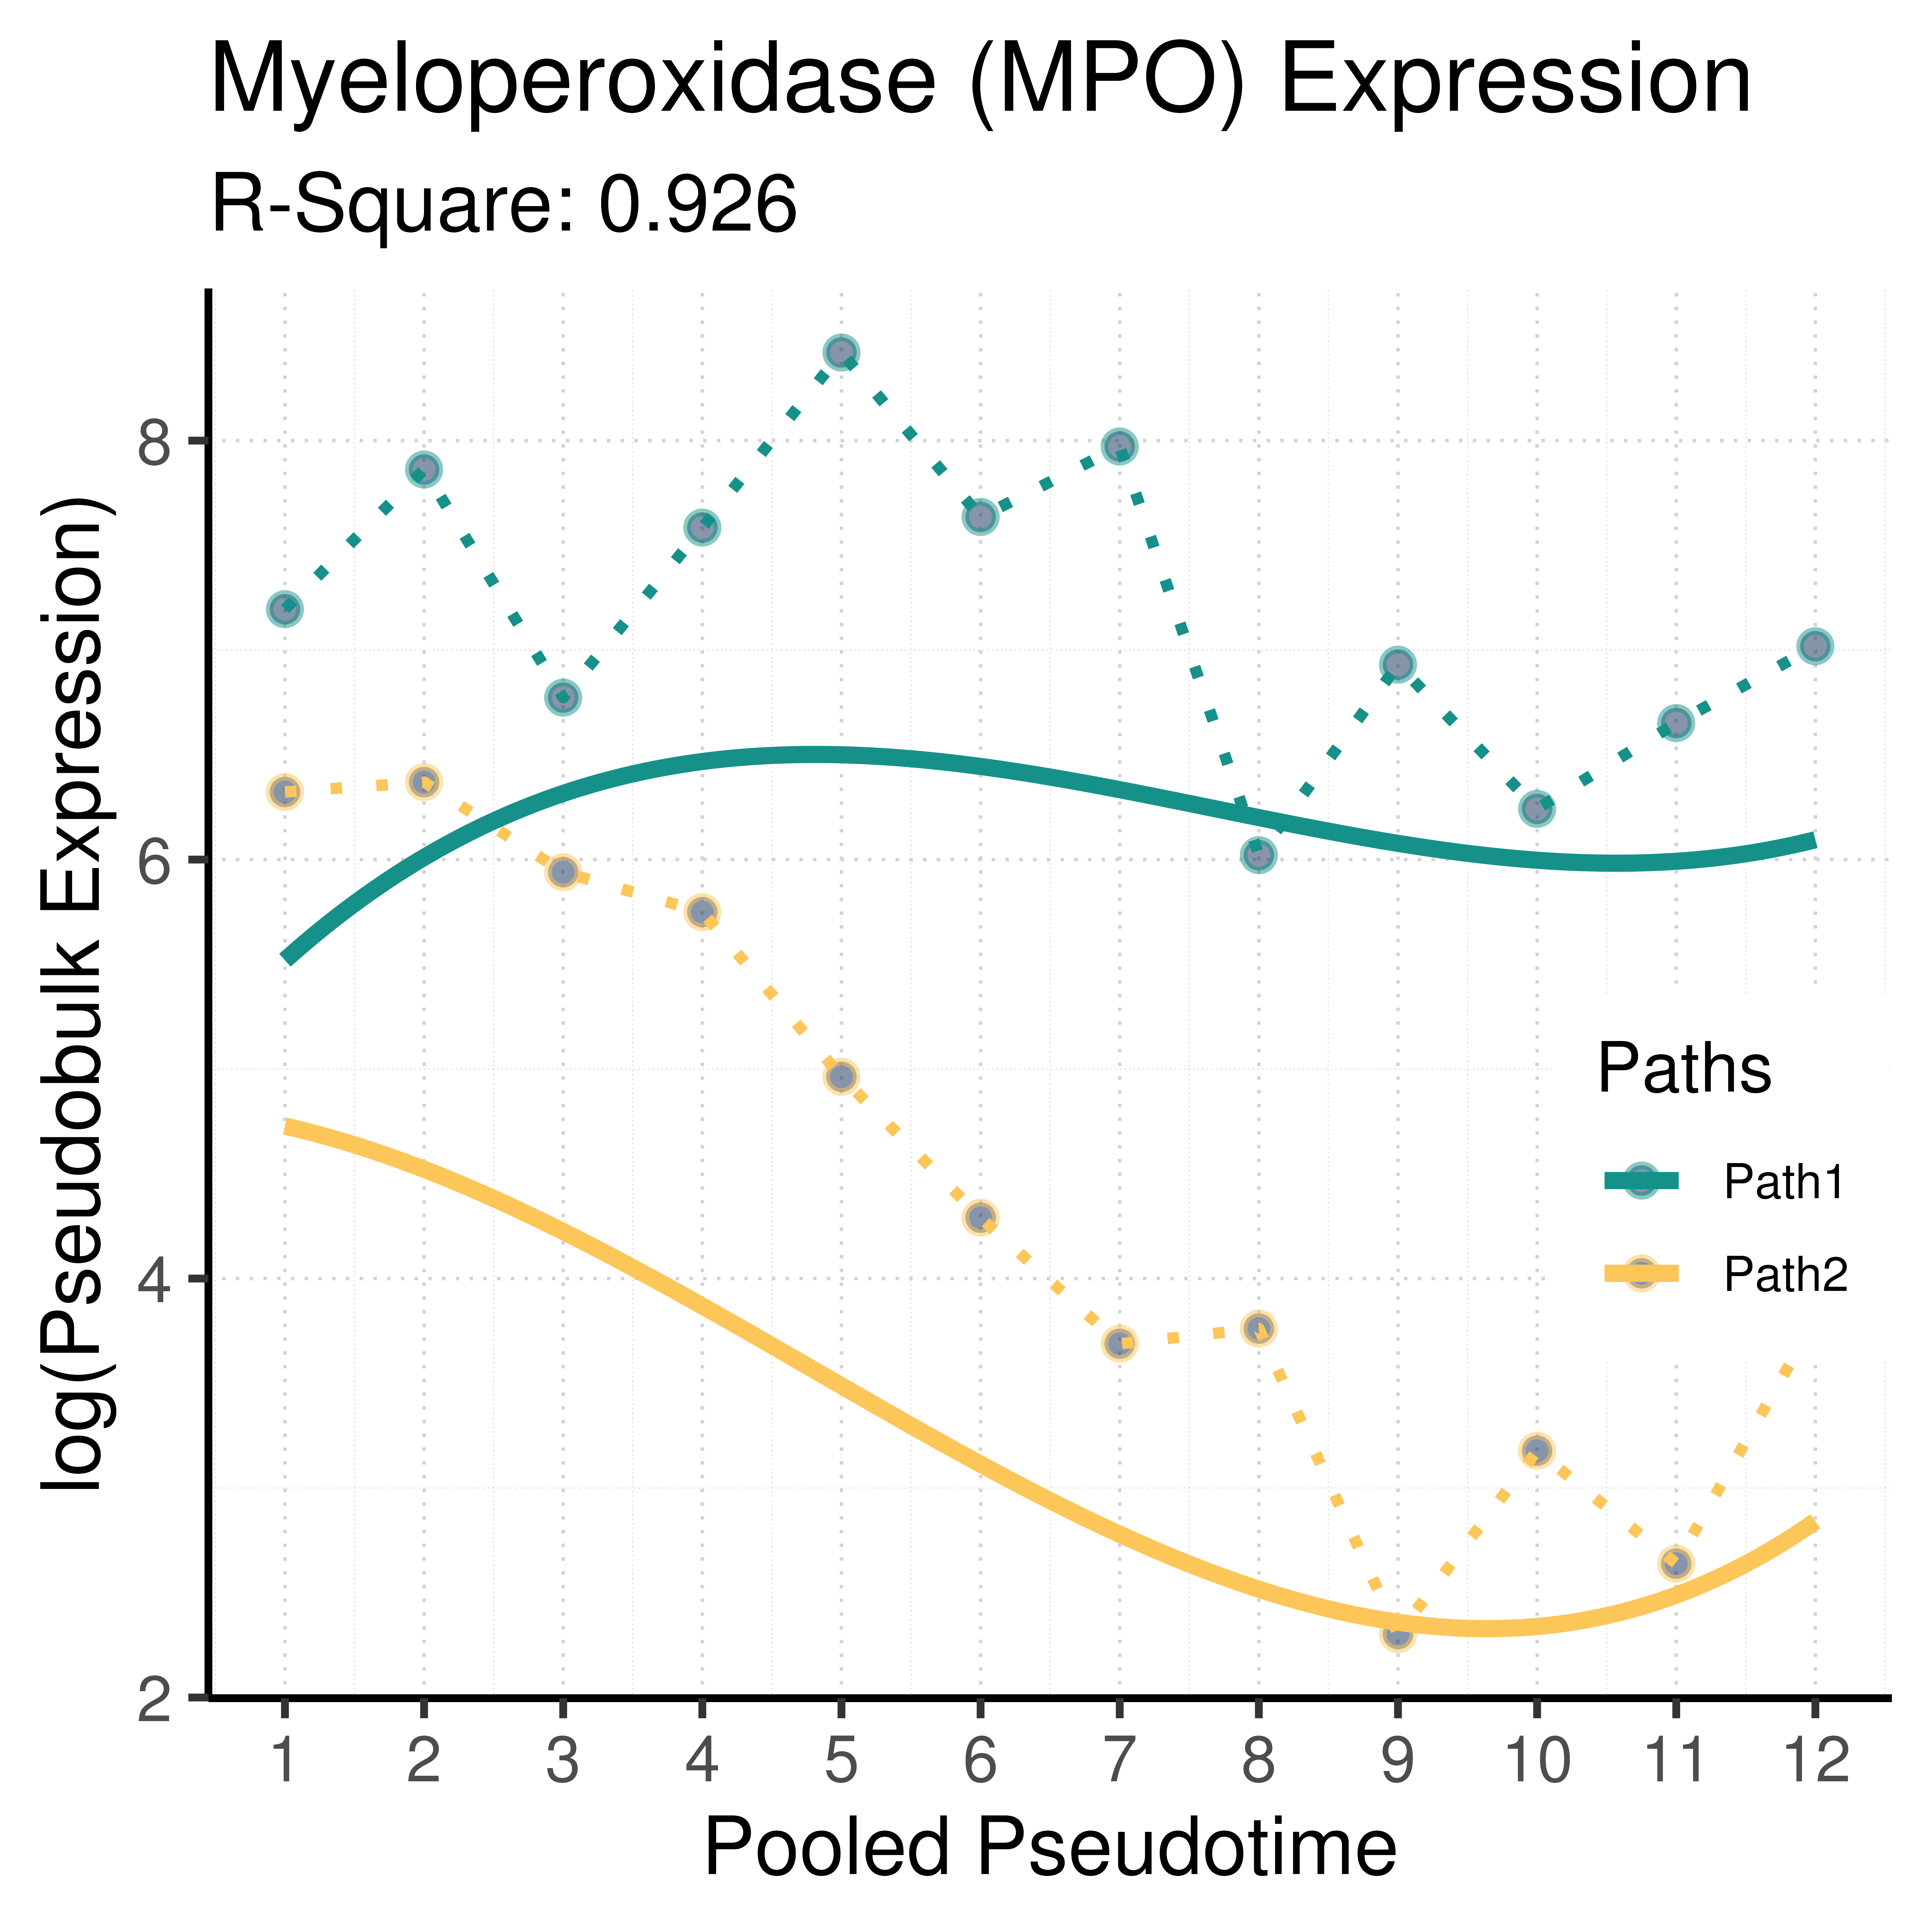 Myeloperoxidase (MPO) Expression
R-Square: 0.926
log(Pseudobulk Expression)
8
6
4
2
Paths
Path1
Path2
1 2 3 4 5 6 7 8 9 10 11 12
Pooled Pseudotime